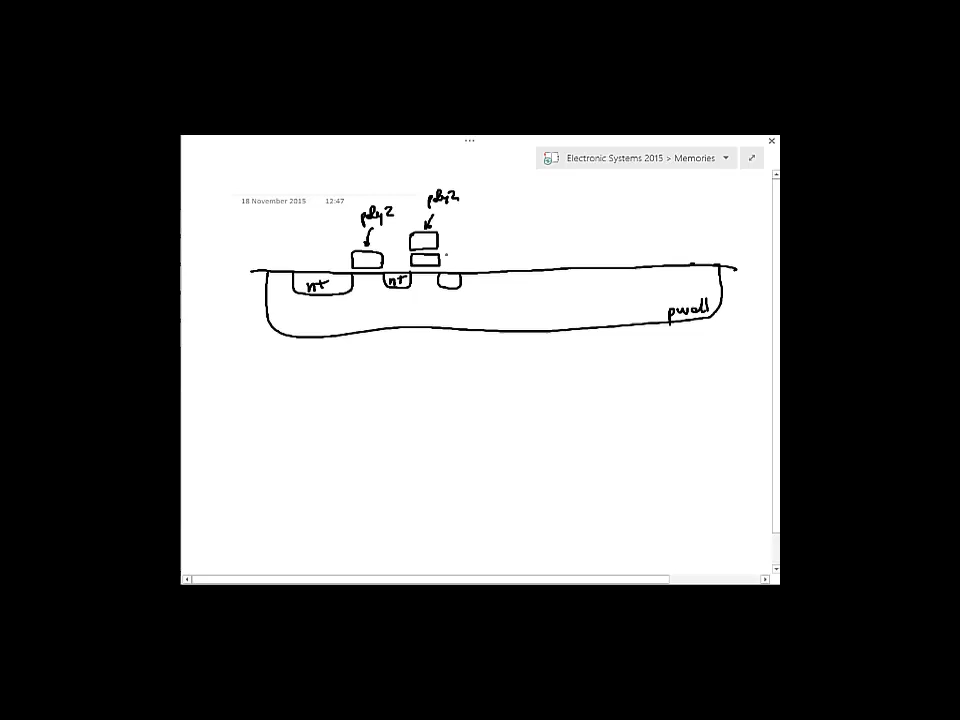 Electronic Systems 2015 > Memories
18 November 2015 12:47
poly2
poly2
n+
n+
pwell